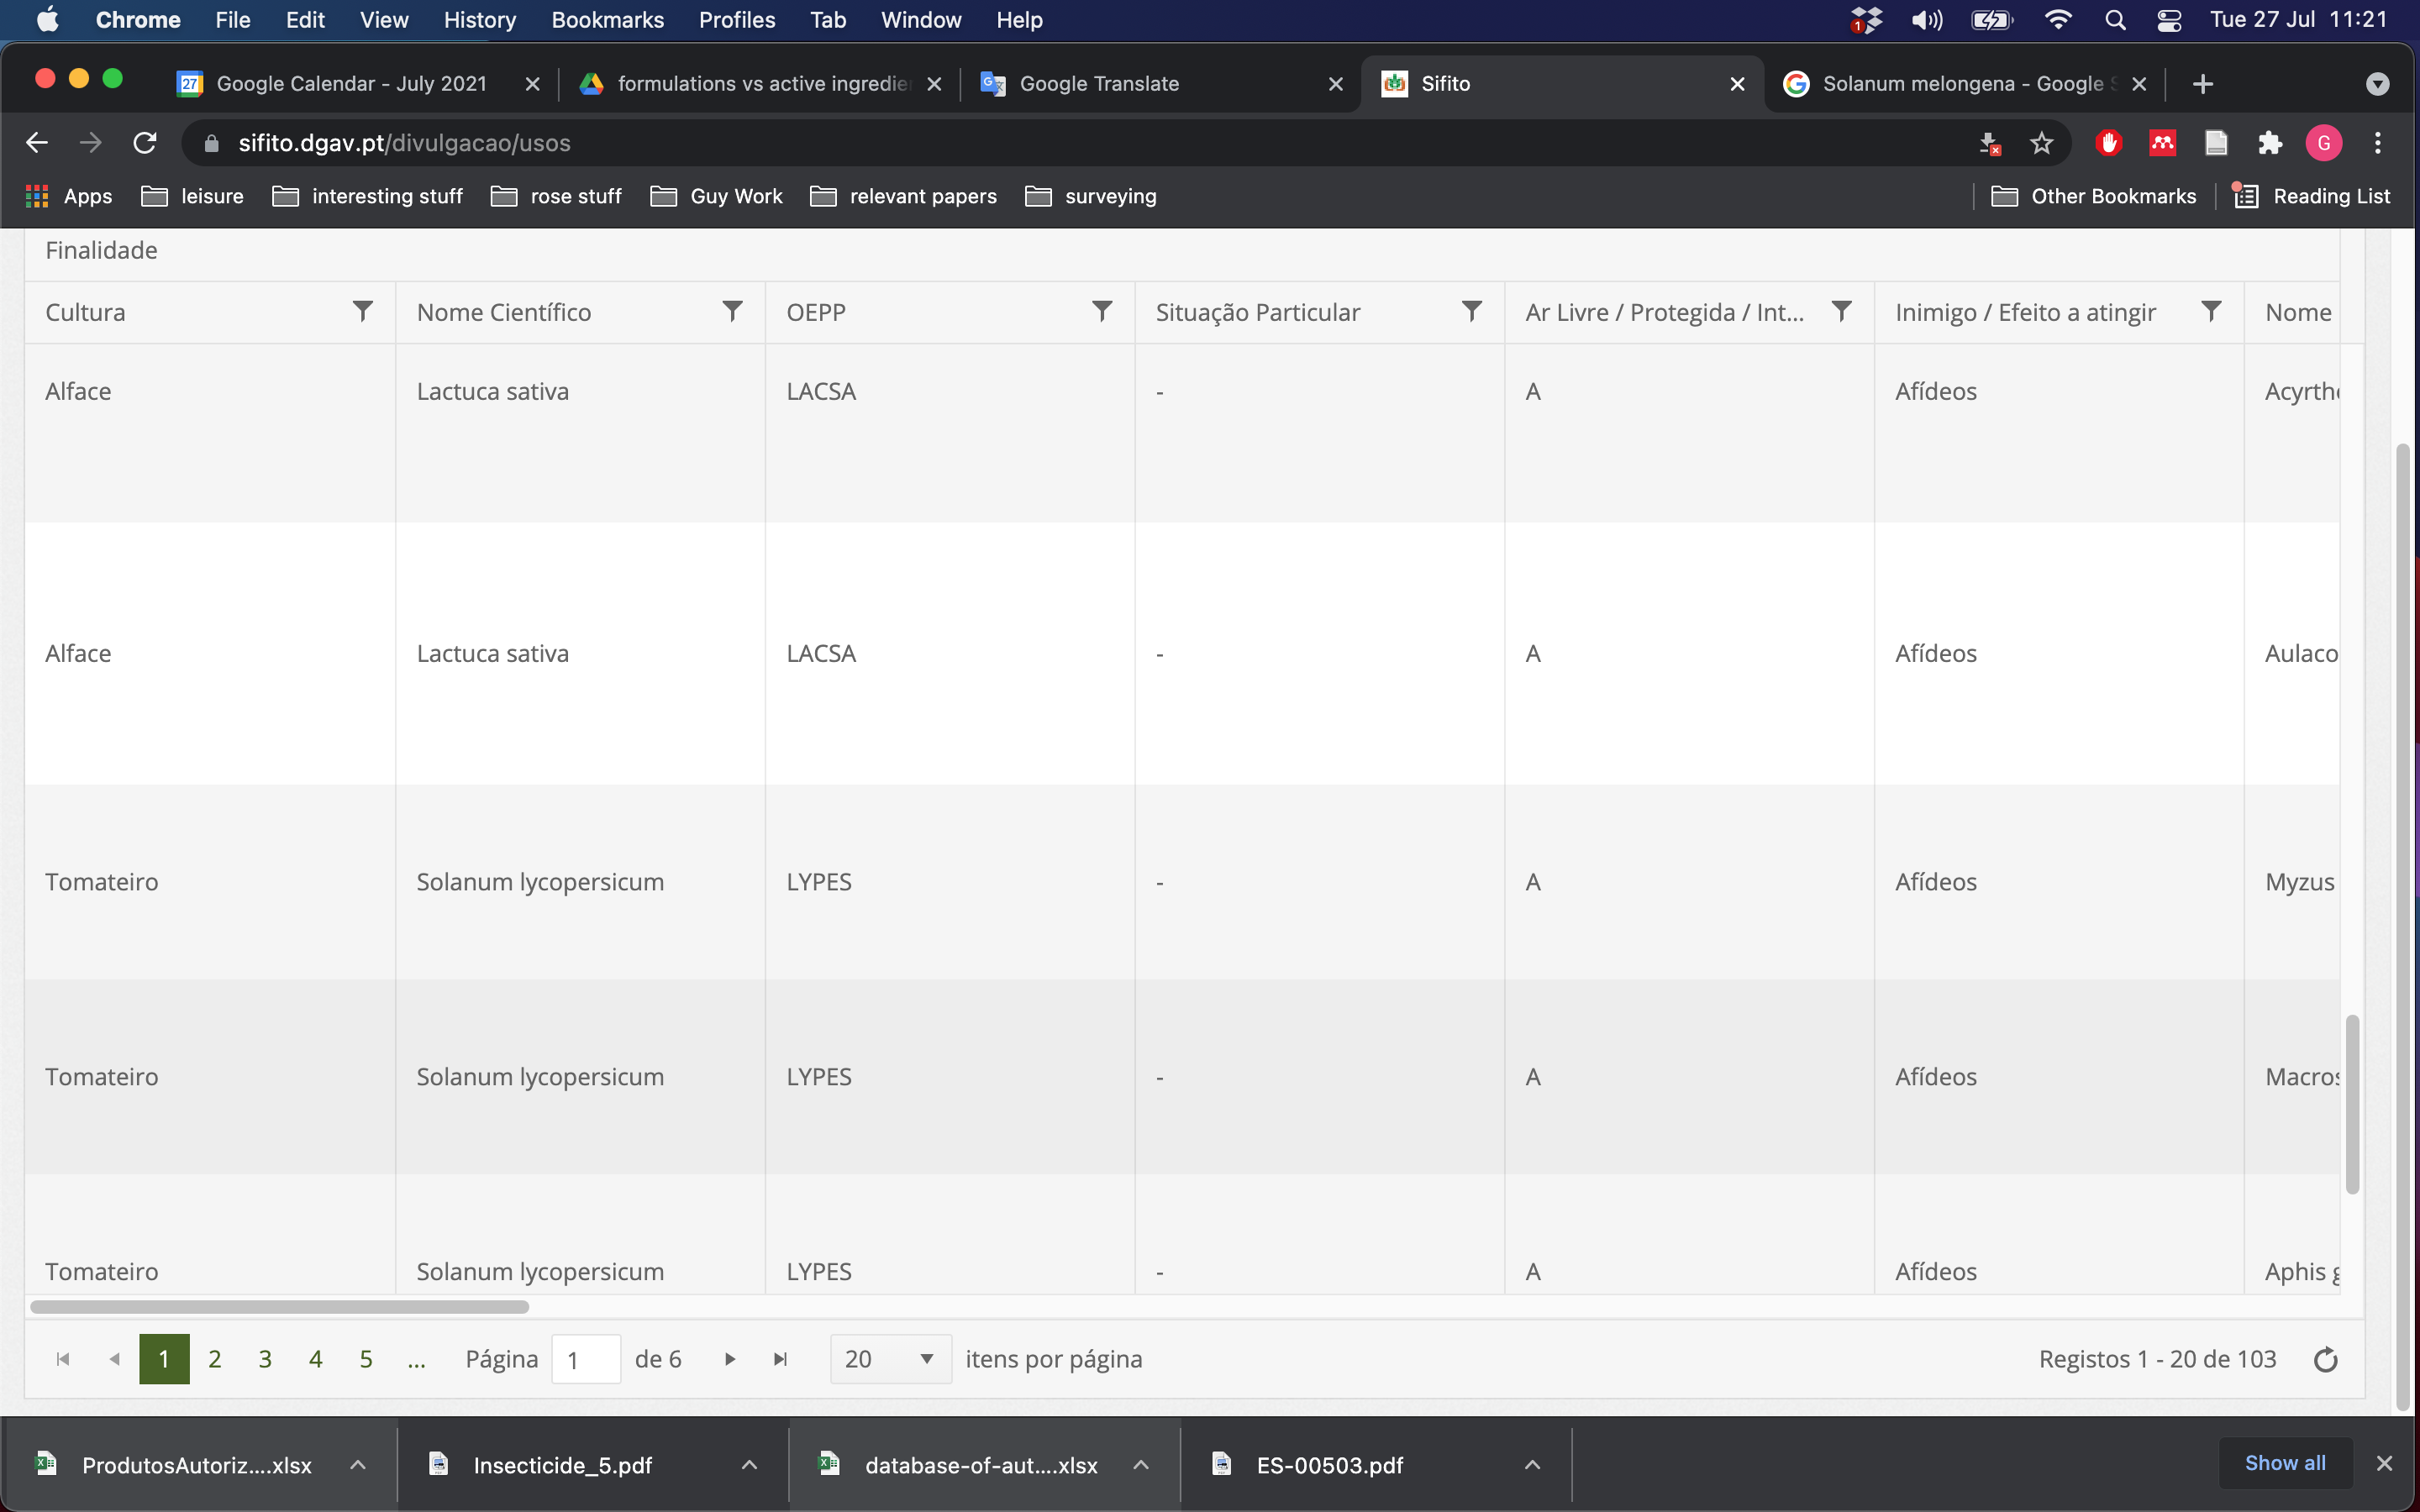 Chrome File Edit View History Bookmarks Profiles Tab Window Help 1 Tue 27 Jul 11:21
27 Google Calendar - July 2021 formulations vs active ingredie Google Translate Sifito Solanum melongena - Google S
sifito.dgav.pt/divulgacao/usos G
Apps leisure interesting stuff rose stuff Guy Work relevant papers surveying Other Bookmarks Reading List
Finalidade
Cultura Nome Científico OEPP Situação Particular Ar Livre / Protegida / Int... Inimigo / Efeito a atingir Nome
Alface Lactuca sativa LACSA - A Afídeos Acyrth
Alface Lactuca sativa LACSA - A Afídeos Aulaco
Tomateiro Solanum lycopersicum LYPES - A Afídeos Myzus
Tomateiro Solanum lycopersicum LYPES - A Afídeos Macros
Tomateiro Solanum lycopersicum LYPES - A Afídeos Aphis g
1 2 3 4 5 ... Página 1 de 6 20 itens por página Registos 1 - 20 de 103
ProdutosAutoriz....xlsx Insecticide_5.pdf database-of-aut....xlsx ES-00503.pdf Show all